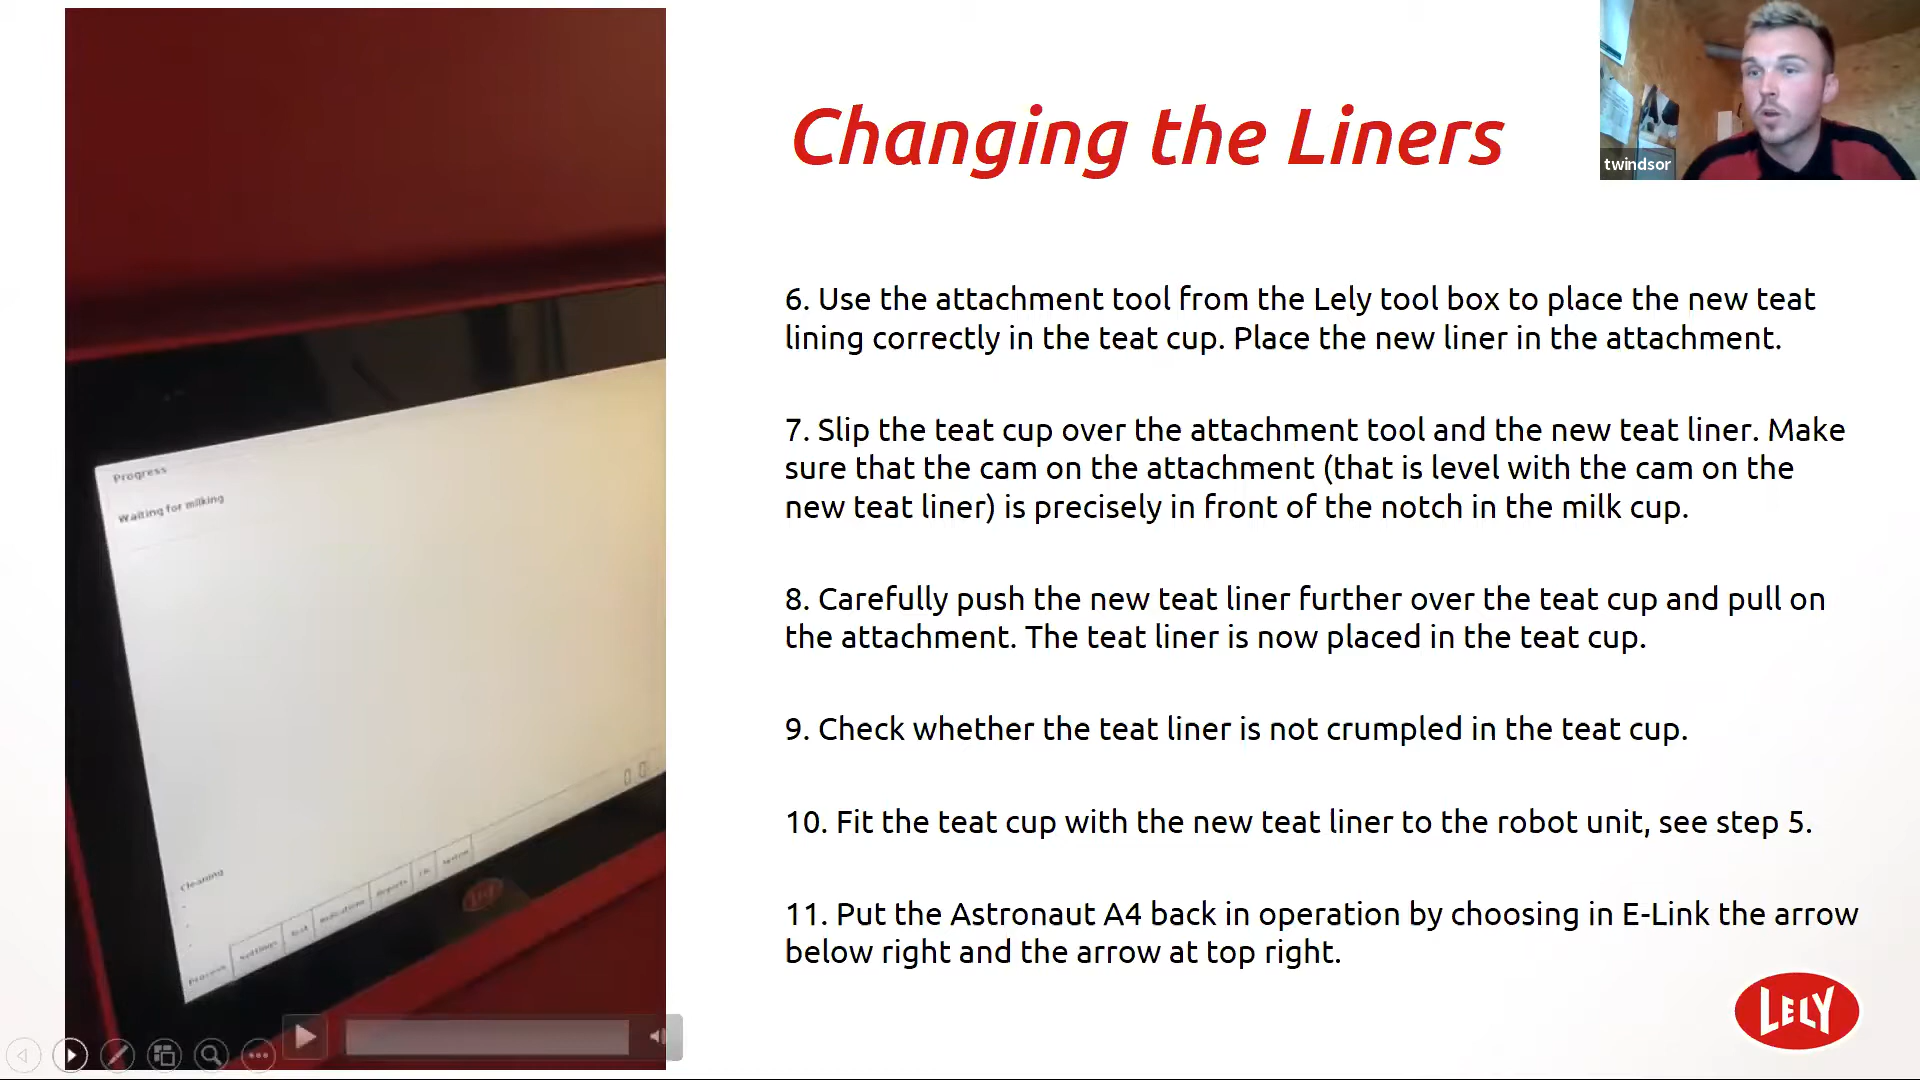 Changing the Liners
twindsor
6. Use the attachment tool from the Lely tool box to place the new teat
lining correctly in the teat cup. Place the new liner in the attachment.
7. Slip the teat cup over the attachment tool and the new teat liner. Make
sure that the cam on the attachment (that is level with the cam on the
new teat liner) is precisely in front of the notch in the milk cup.
8. Carefully push the new teat liner further over the teat cup and pull on
the attachment. The teat liner is now placed in the teat cup.
9. Check whether the teat liner is not crumpled in the teat cup.
10. Fit the teat cup with the new teat liner to the robot unit, see step 5.
11. Put the Astronaut A4 back in operation by choosing in E-Link the arrow
below right and the arrow at top right.
LELY
Progress
Waiting for milking
Cleaning
Process Settings Test Indications Reports System
LELY